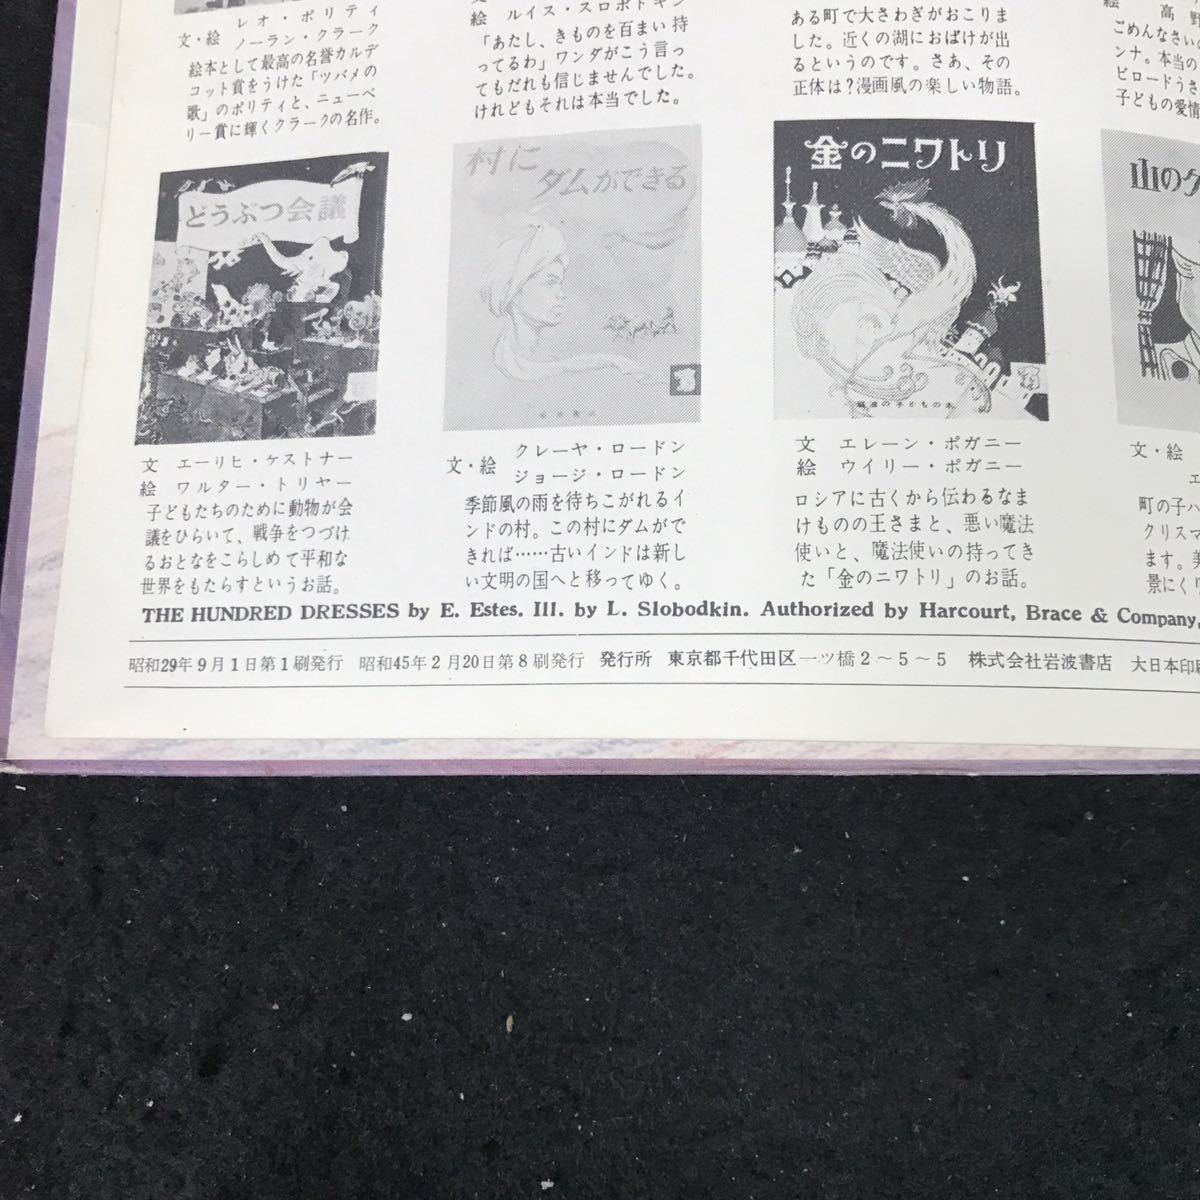 レオ・ポリティ
文・絵 ノーラン・クラーク
絵本として最高の名誉カルデ
コット賞をうけた「ツバメの
歌」のポリティと、ニューベ
リー賞に輝くクラークの名作。
絵 ルイス・スロボトキン
「あたし、きものを百まい持
ってるわ」ワンダがこう言っ
てもだれも信じませんでした。
けれどもそれは本当でした。
ある町で大さわぎがおこりま
した。近くの湖におばけが出
るというのです。さあ、その
正体は?漫画風の楽しい物語。
絵 高野
ごめんなさいの
ンナ。本当の
ビロードうさ
子どもの愛情
どうぶつ会議
文 エーリヒ・ケストナー
絵 ワルター・トリヤー
子どもたちのために動物が会
議をひらいて、戦争をつづけ
るおとなをこらしめて平和な
世界をもたらすというお話。
村に
ダムができる
文・絵 クレーヤ・ロードン
ジョージ・ロードン
季節風の雨を待ちこがれるイ
ンドの村。この村にダムがで
きれば……古いインドは新し
い文明の国へと移ってゆく。
金のニワトリ
岩波の子どもの本
文 エレーン・ポガニー
絵 ウイリー・ポガニー
ロシアに古くから伝わるなま
けものの王さまと、悪い魔法
使いと、魔法使いの持ってき
た「金のニワトリ」のお話。
山のク
文・絵
エ
町の子ハ
クリスマ
ます。美
景にくり
THE HUNDRED DRESSES by E. Estes. Ill. by L. Slobodkin. Authorized by Harcourt, Brace & Company,
昭和29年9月1日第1刷発行 昭和45年2月20日第8刷発行 発行所 東京都千代田区一ツ橋2〜5〜5 株式会社岩波書店 大日本印刷